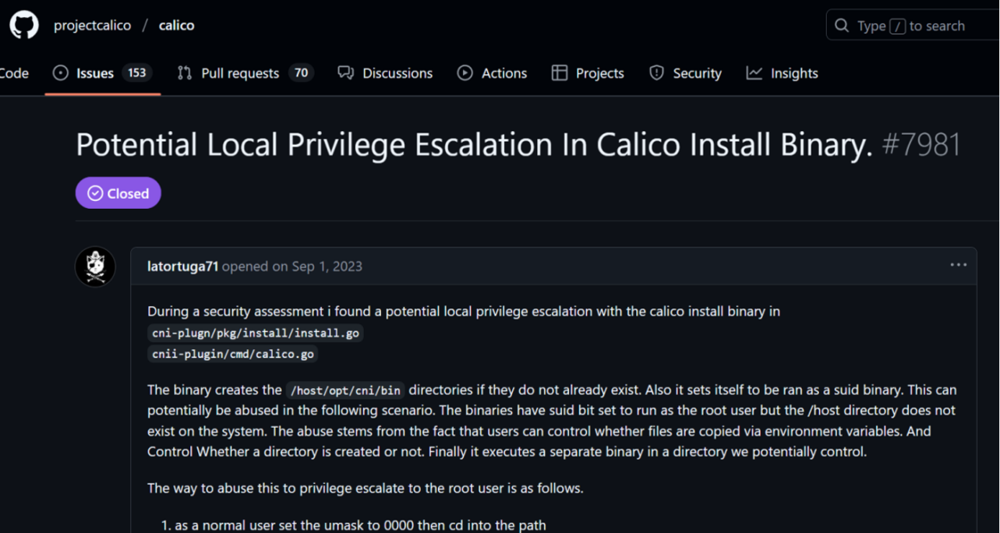 projectcalico / calico
Type / to search
Code
Issues 153
Pull requests 70
Discussions
Actions
Projects
Security
Insights
Potential Local Privilege Escalation In Calico Install Binary. #7981
Closed
latortuga71 opened on Sep 1, 2023
During a security assessment i found a potential local privilege escalation with the calico install binary in
cni-plugn/pkg/install/install.go
cnii-plugin/cmd/calico.go
The binary creates the /host/opt/cni/bin directories if they do not already exist. Also it sets itself to be ran as a suid binary. This can
potentially be abused in the following scenario. The binaries have suid bit set to run as the root user but the /host directory does not
exist on the system. The abuse stems from the fact that users can control whether files are copied via environment variables. And
Control Whether a directory is created or not. Finally it executes a separate binary in a directory we potentially control.
The way to abuse this to privilege escalate to the root user is as follows.
1. as a normal user set the umask to 0000 then cd into the path